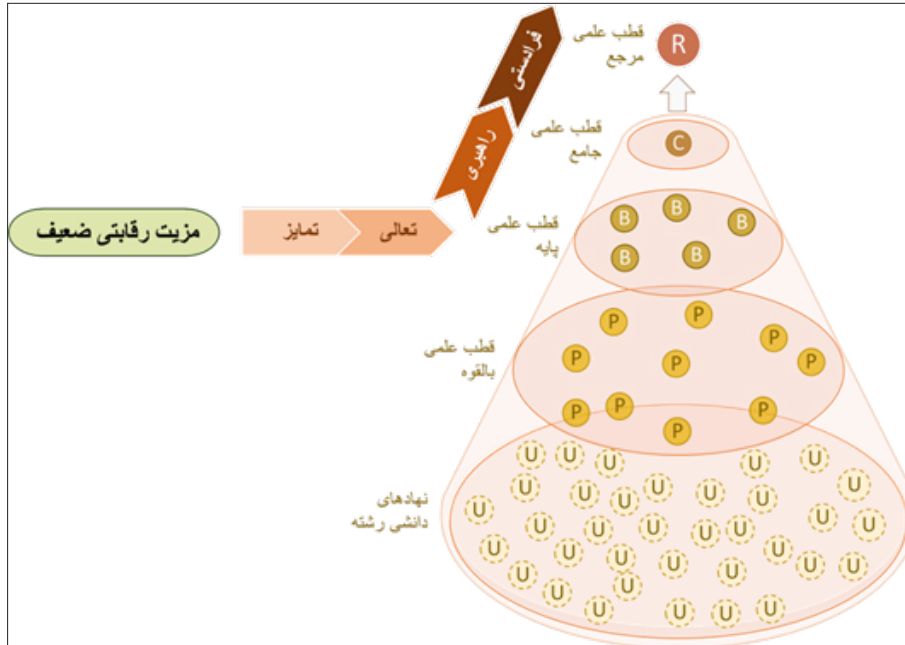 قطب علمی
مرجع
R
فرادستی
قطب علمی
جامع
C
راهبری
قطب علمی
پایه
B B B
B B
تعالی
تمایز
مزیت رقابتی ضعیف
قطب علمی
بالقوه
P P P P
P P
P P P
P
نهادهای
دانشی رشته
U U U U U
U U U U U U U
U U U U U U U U
U U U U U U U U
U U U U U U